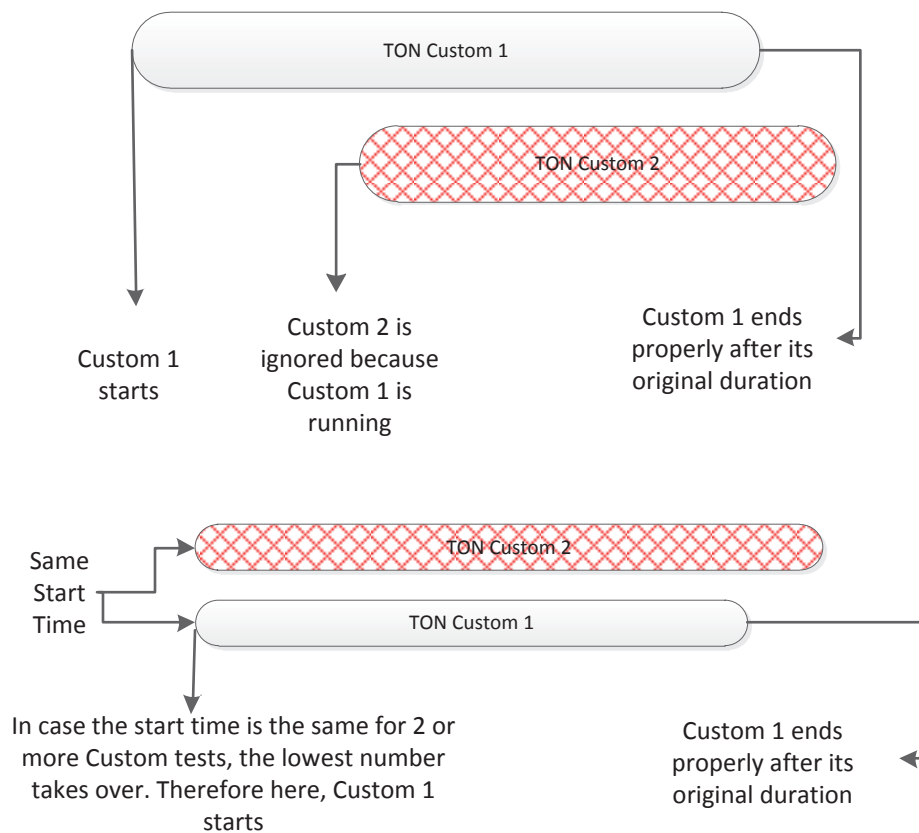 TON Custom 1
TON Custom 2
Custom 1
starts
Custom 2 is
ignored because
Custom 1 is
running
Custom 1 ends
properly after its
original duration
TON Custom 2
Same
Start
Time
TON Custom 1
In case the start time is the same for 2 or
more Custom tests, the lowest number
takes over. Therefore here, Custom 1
starts
Custom 1 ends
properly after its
original duration